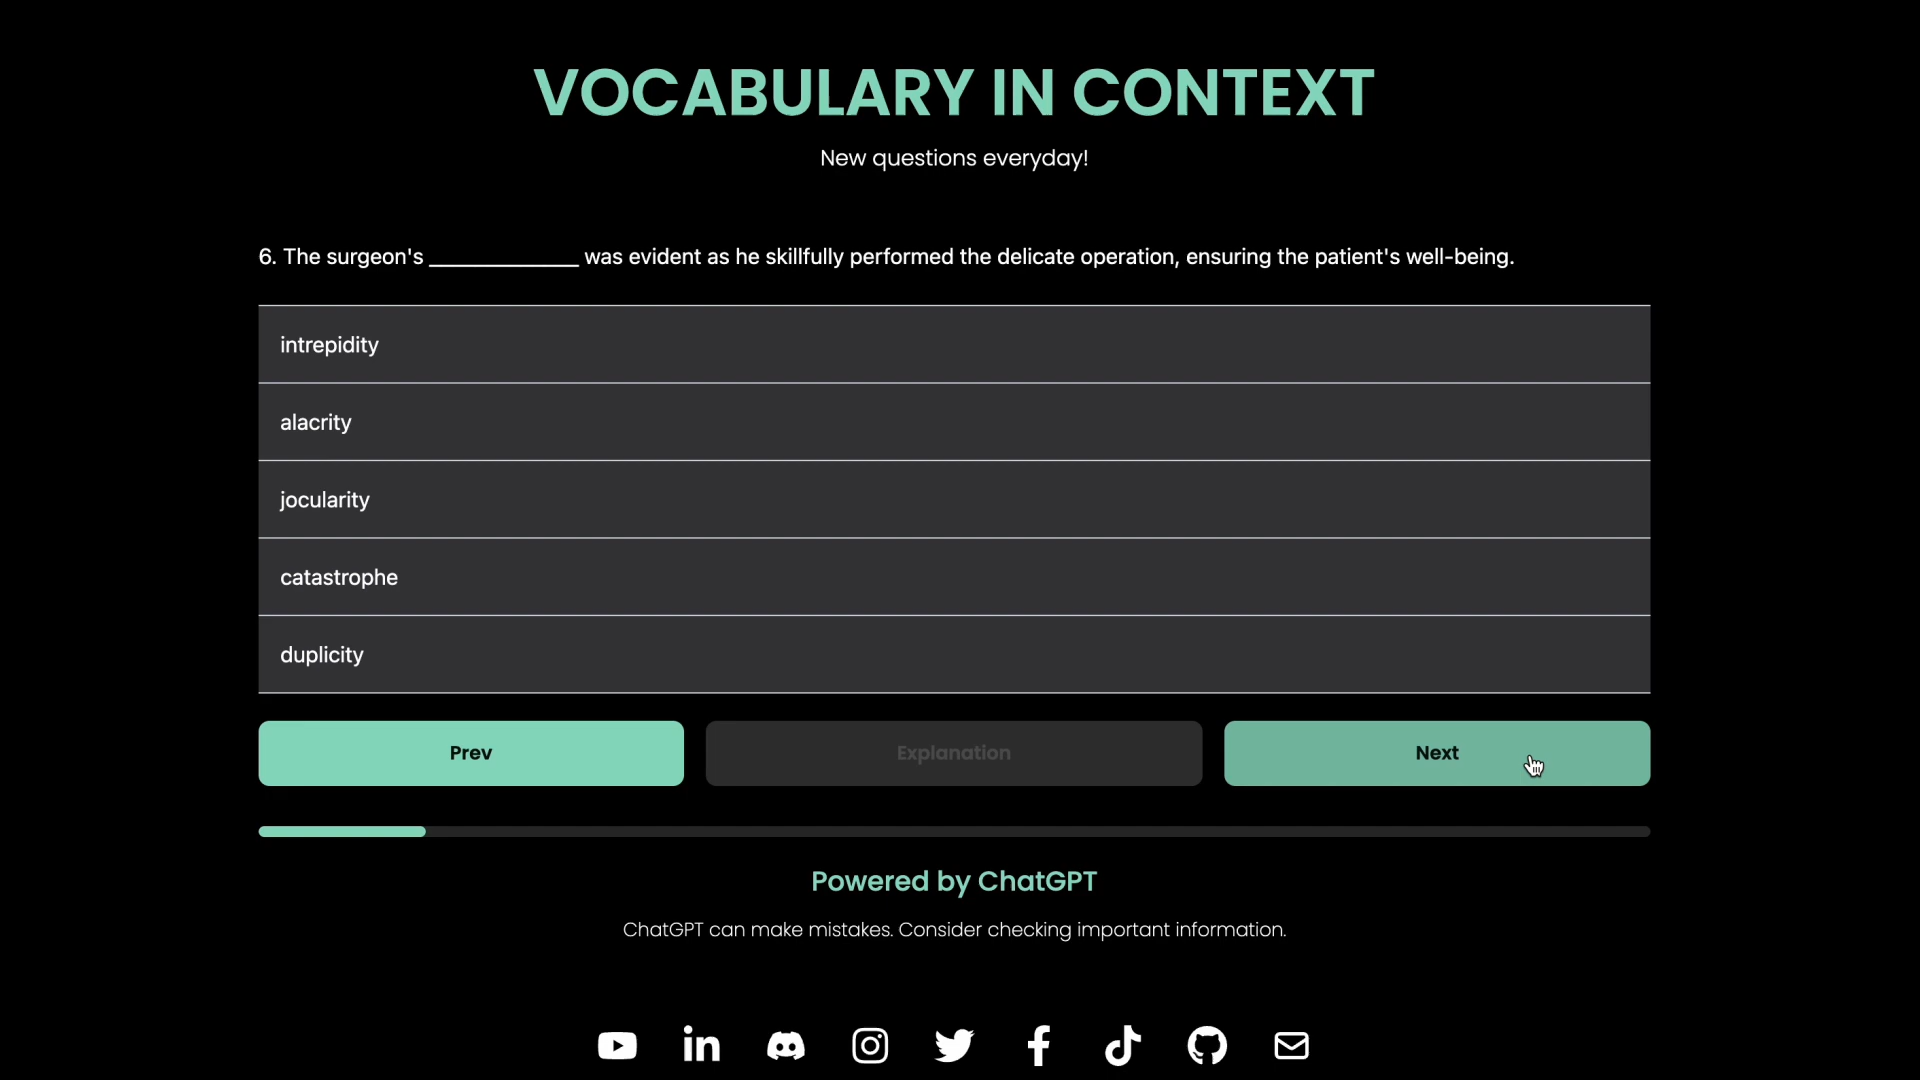 VOCABULARY IN CONTEXT
New questions everyday!
6. The surgeon's ______________ was evident as he skillfully performed the delicate operation, ensuring the patient's well-being.
intrepidity
alacrity
jocularity
catastrophe
duplicity
Prev
Explanation
Next
Powered by ChatGPT
ChatGPT can make mistakes. Consider checking important information.